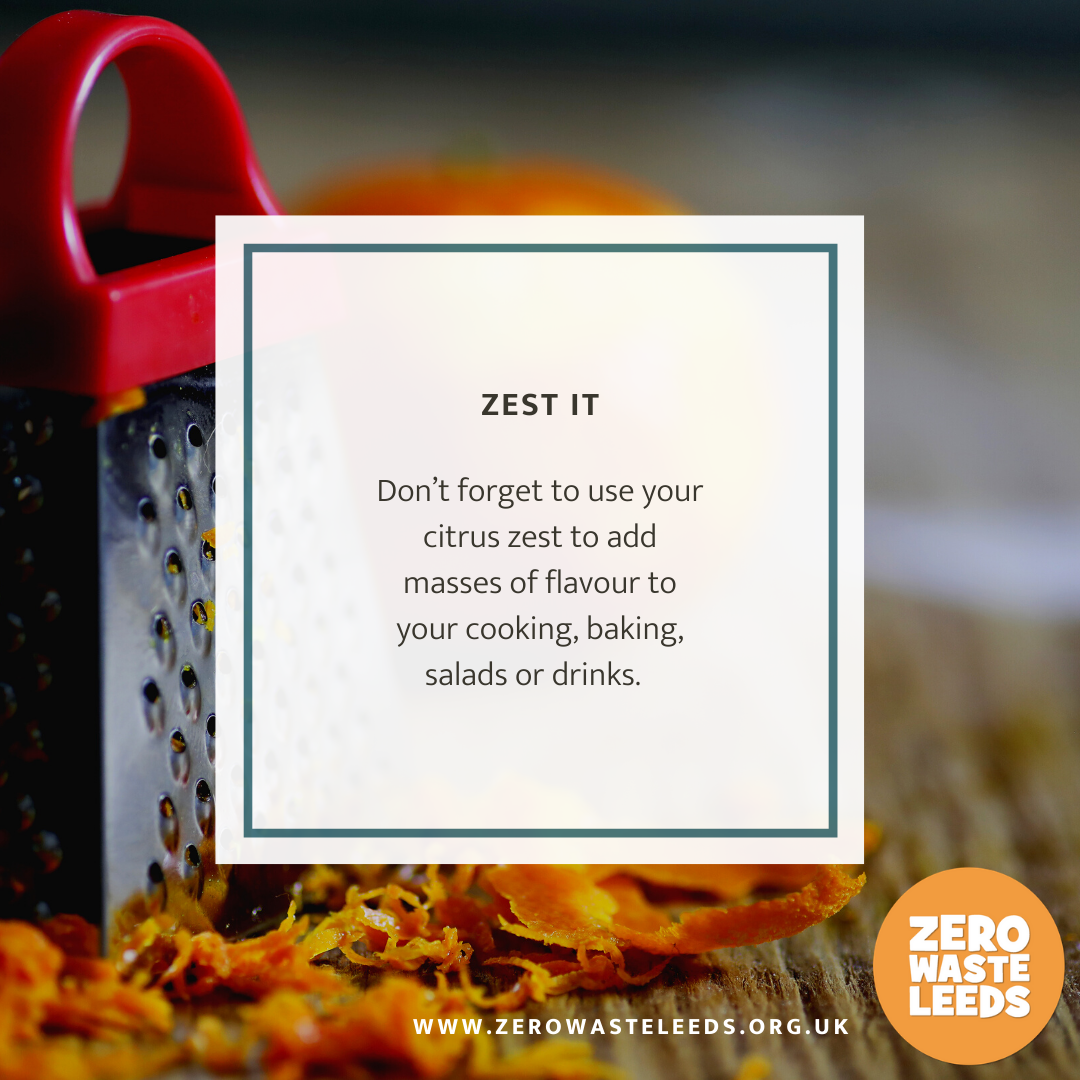 ZEST IT
Don’t forget to use your
citrus zest to add
masses of flavour to
your cooking, baking,
salads or drinks.
ZERO
WASTE
LEEDS
WWW.ZEROWASTELEEDS.ORG.UK